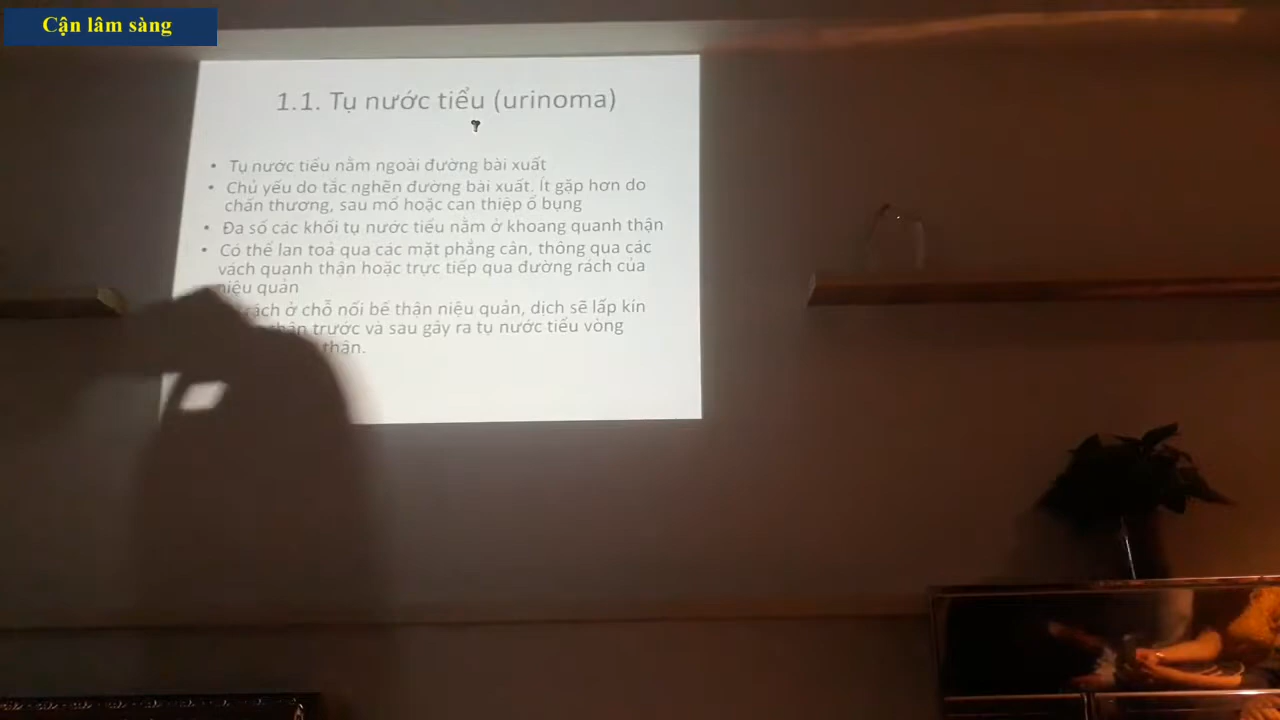 Cận lâm sàng
1.1. Tụ nước tiểu (urinoma)
• Tụ nước tiểu nằm ngoài đường bài xuất
• Chủ yếu do tắc nghẽn đường bài xuất. Ít gặp hơn do
chấn thương, sau mổ hoặc can thiệp ổ bụng
• Đa số các khối tụ nước tiểu nằm ở khoang quanh thận
• Có thể lan toả qua các mặt phẳng cân, thông qua các
vách quanh thận hoặc trực tiếp qua đường rách của
niệu quản
rách ở chỗ nối bể thận niệu quản, dịch sẽ lấp kín
thận trước và sau gây ra tụ nước tiểu vòng
thận.